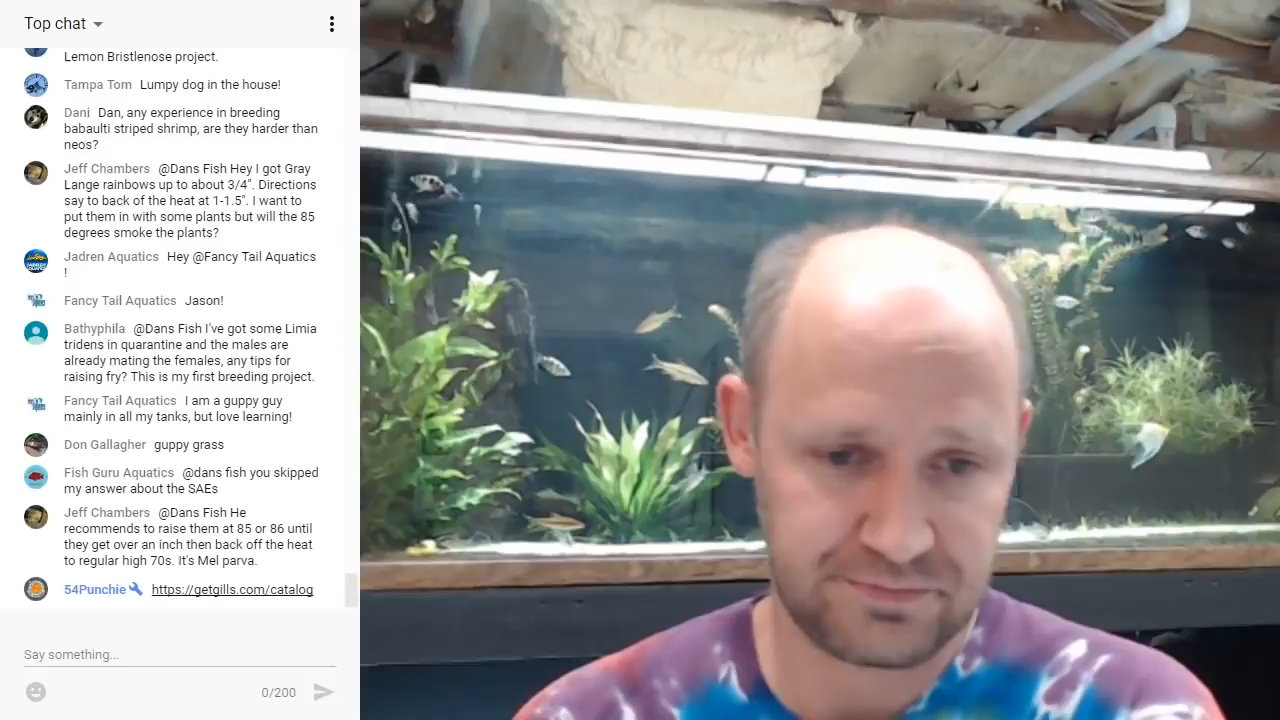 Top chat
Lemon Bristlenose project.
Tampa Tom Lumpy dog in the house!
Dani Dan, any experience in breeding
babaulti striped shrimp, are they harder than
neos?
Jeff Chambers @Dans Fish Hey I got Gray
Lange rainbows up to about 3/4". Directions
say to back of the heat at 1-1.5". I want to
put them in with some plants but will the 85
degrees smoke the plants?
Jadren Aquatics Hey @Fancy Tail Aquatics
!
Fancy Tail Aquatics Jason!
Bathyphila @Dans Fish I've got some Limia
tridens in quarantine and the males are
already mating the females, any tips for
raising fry? This is my first breeding project.
Fancy Tail Aquatics I am a guppy guy
mainly in all my tanks, but love learning!
Don Gallagher guppy grass
Fish Guru Aquatics @dans fish you skipped
my answer about the SAEs
Jeff Chambers @Dans Fish He
recommends to raise them at 85 or 86 until
they get over an inch then back off the heat
to regular high 70s. It's Mel parva.
54Punchie https://getgills.com/catalog
Say something...
0/200